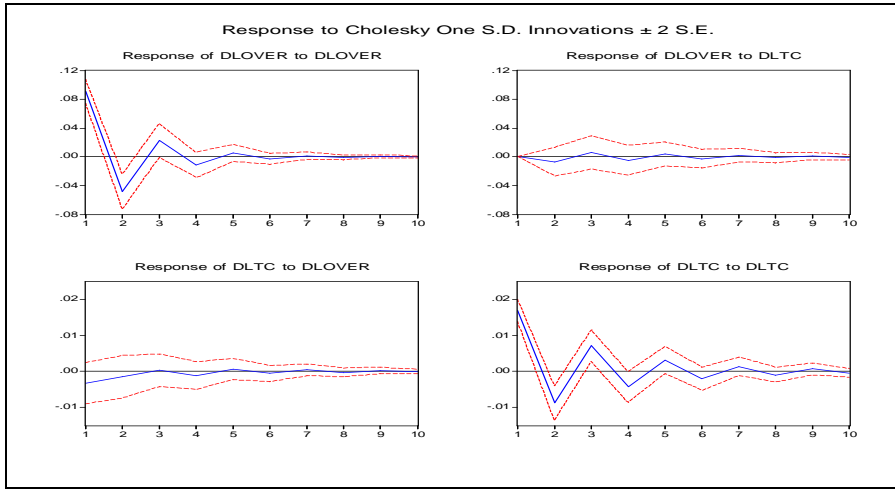 Response to Cholesky One S.D. Innovations ± 2 S.E.
Response of DLOVER to DLOVER
.12
.08
.04
.00
-.04
-.08
1 2 3 4 5 6 7 8 9 10
Response of DLOVER to DLTC
.12
.08
.04
.00
-.04
-.08
1 2 3 4 5 6 7 8 9 10
Response of DLTC to DLOVER
.02
.01
.00
-.01
1 2 3 4 5 6 7 8 9 10
Response of DLTC to DLTC
.02
.01
.00
-.01
1 2 3 4 5 6 7 8 9 10